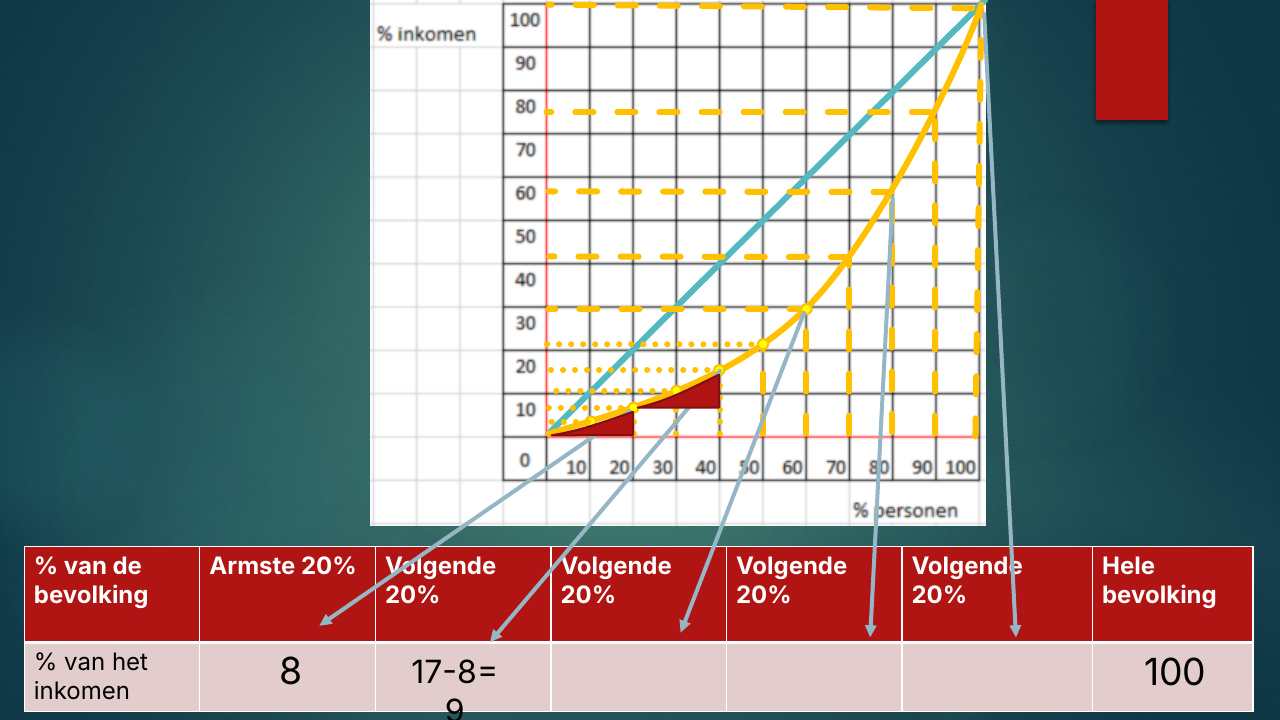 % inkomen
100
90
80
70
60
50
40
30
20
10
0
10 20 30 40 50 60 70 80 90 100
% personen
% van de bevolking
Armste 20%
Volgende 20%
Volgende 20%
Volgende 20%
Volgende 20%
Hele bevolking
% van het inkomen
8
17-8=
9
100